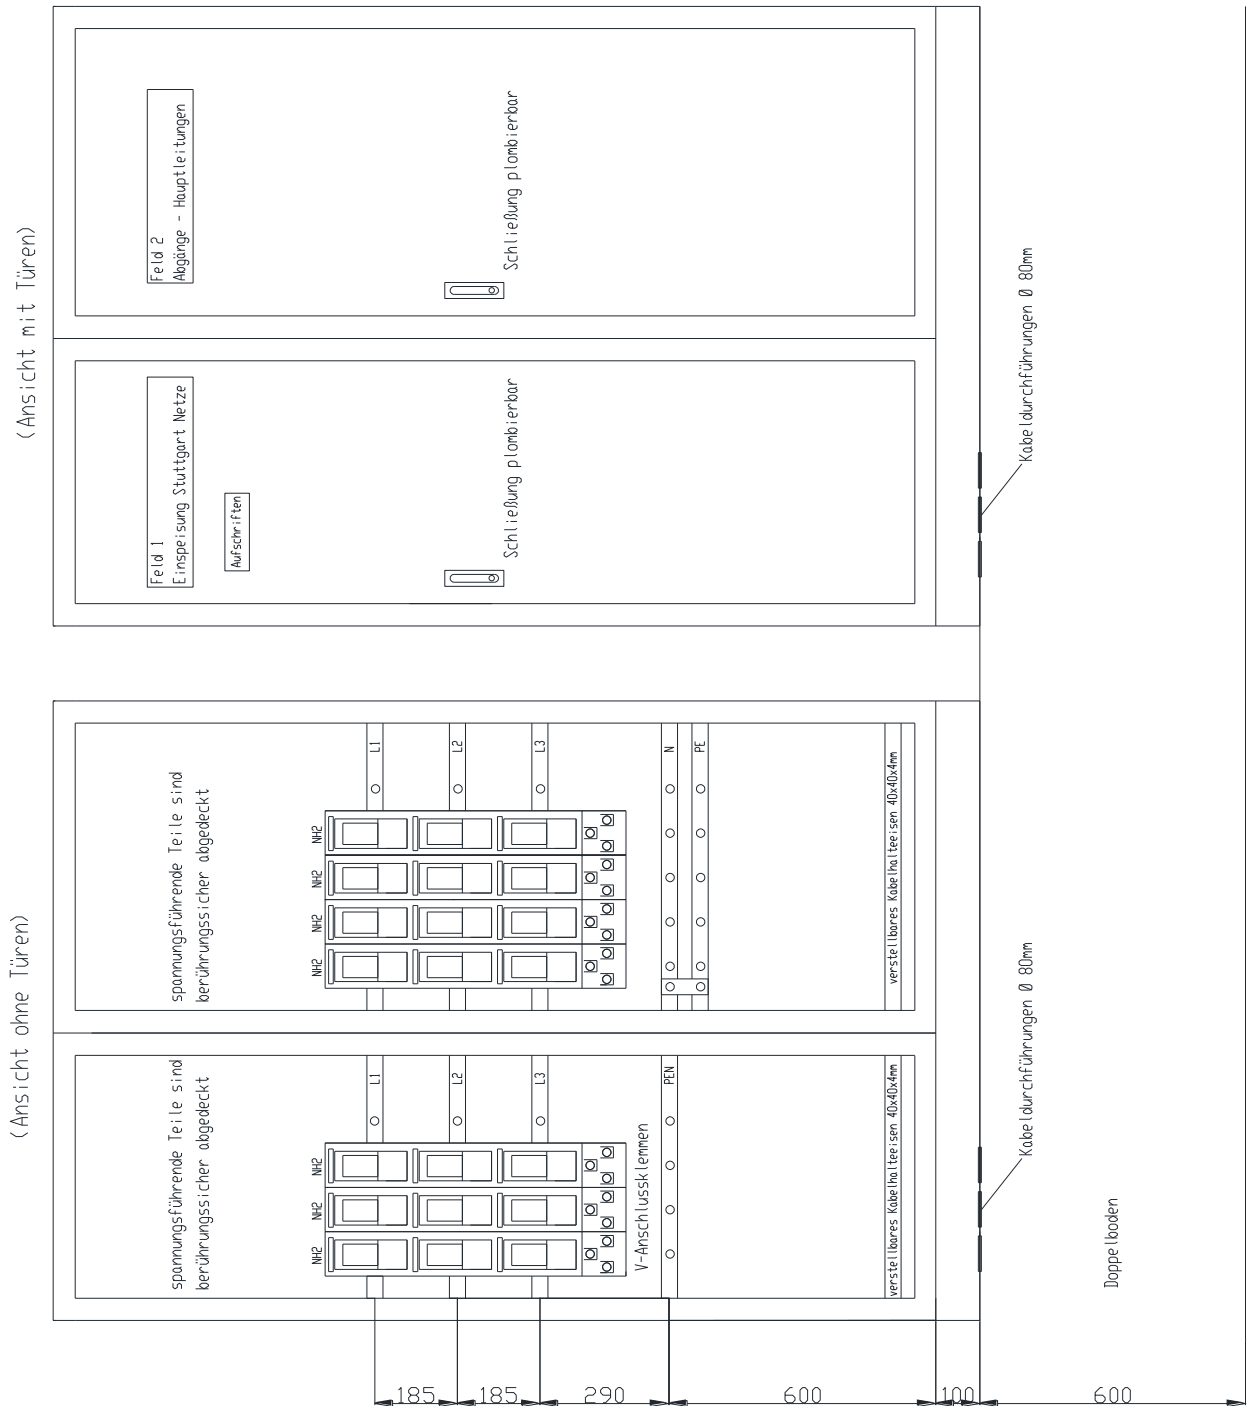 (Ansicht ohne Türen)
(Ansicht mit Türen)
spannungsführende Teile sind
berührungssicher abgedeckt
spannungsführende Teile sind
berührungssicher abgedeckt
Feld 1
Einspeisung Stuttgart Netze
Aufschriften
Feld 2
Abgänge - Hauptleitungen
NH2
NH2
NH2
NH2
NH2
NH2
NH2
L1
L1
L2
L2
L3
L3
Schließung plombierbar
Schließung plombierbar
V-Anschlussklemmen
PEN
N
PE
verstellbares Kabelhalteeisen 40x40x4mm
verstellbares Kabelhalteeisen 40x40x4mm
Kabeldurchführungen Ø 80mm
Kabeldurchführungen Ø 80mm
Doppelboden
185
185
290
600
100
600